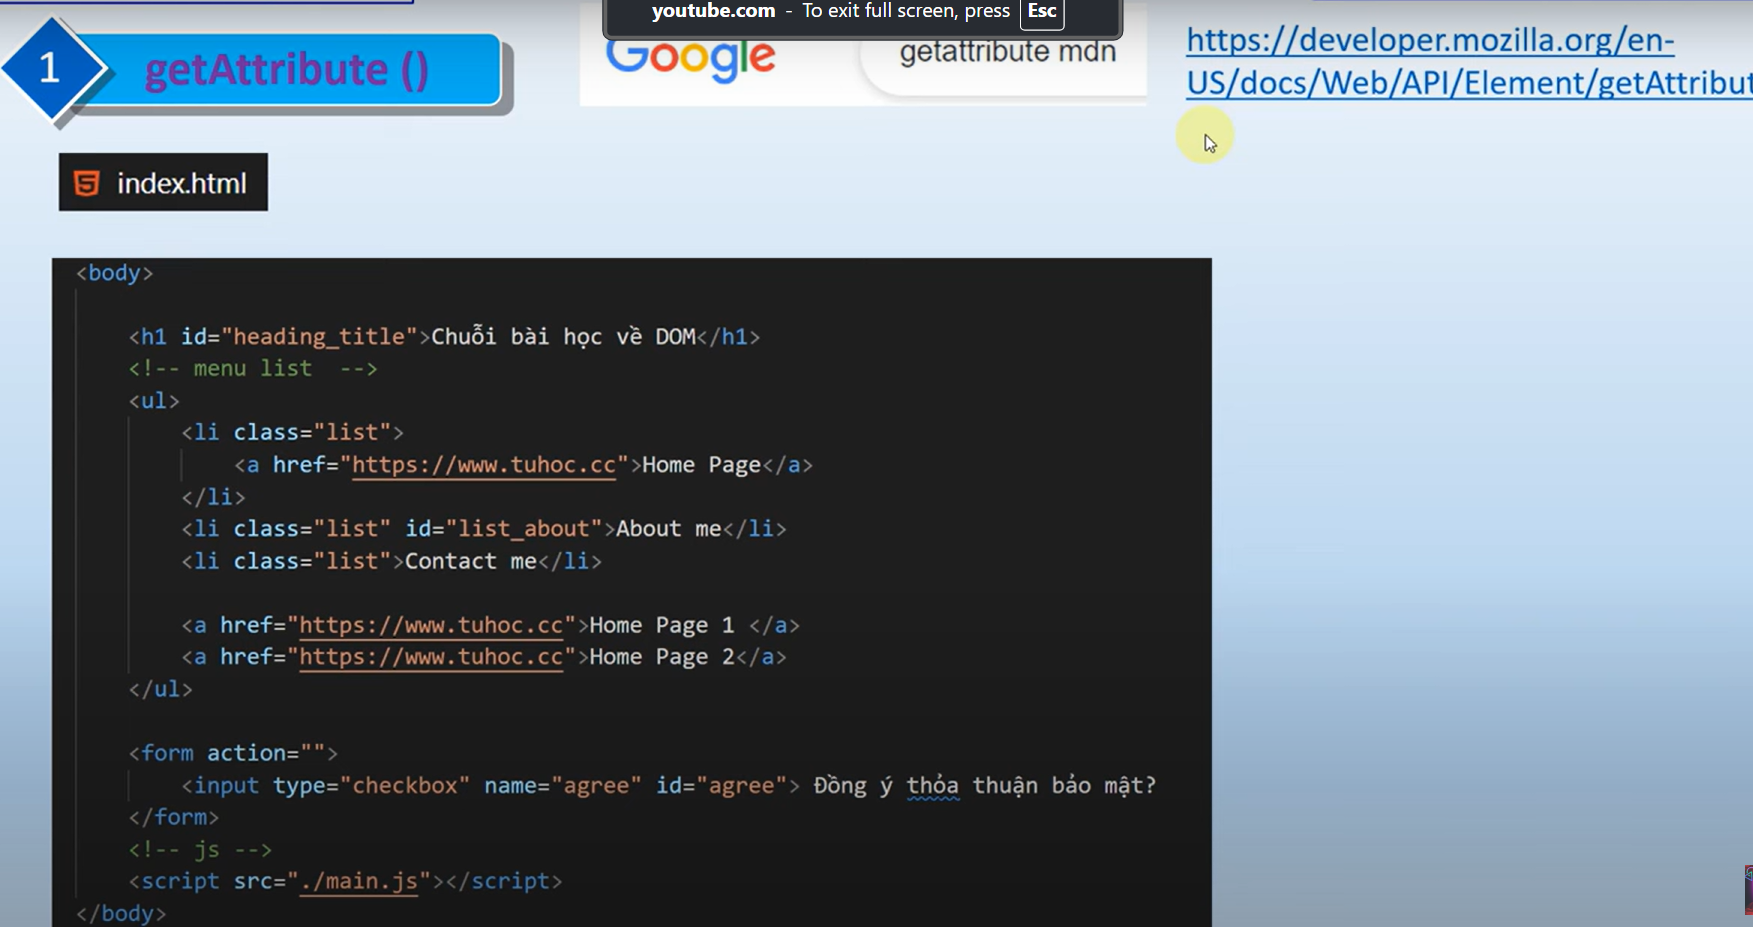 youtube.com - To exit full screen, press Esc
1
getAttribute ()
Google
getattribute mdn
https://developer.mozilla.org/en-
US/docs/Web/API/Element/getAttribut
index.html
<body>
<h1 id="heading_title">Chuỗi bài học về DOM</h1>
<!-- menu list  -->
<ul>
<li class="list">
<a href="https://www.tuhoc.cc">Home Page</a>
</li>
<li class="list" id="list_about">About me</li>
<li class="list">Contact me</li>
<a href="https://www.tuhoc.cc">Home Page 1 </a>
<a href="https://www.tuhoc.cc">Home Page 2</a>
</ul>
<form action="">
<input type="checkbox" name="agree" id="agree"> Đồng ý thỏa thuận bảo mật?
</form>
<!-- js -->
<script src="./main.js"></script>
</body>